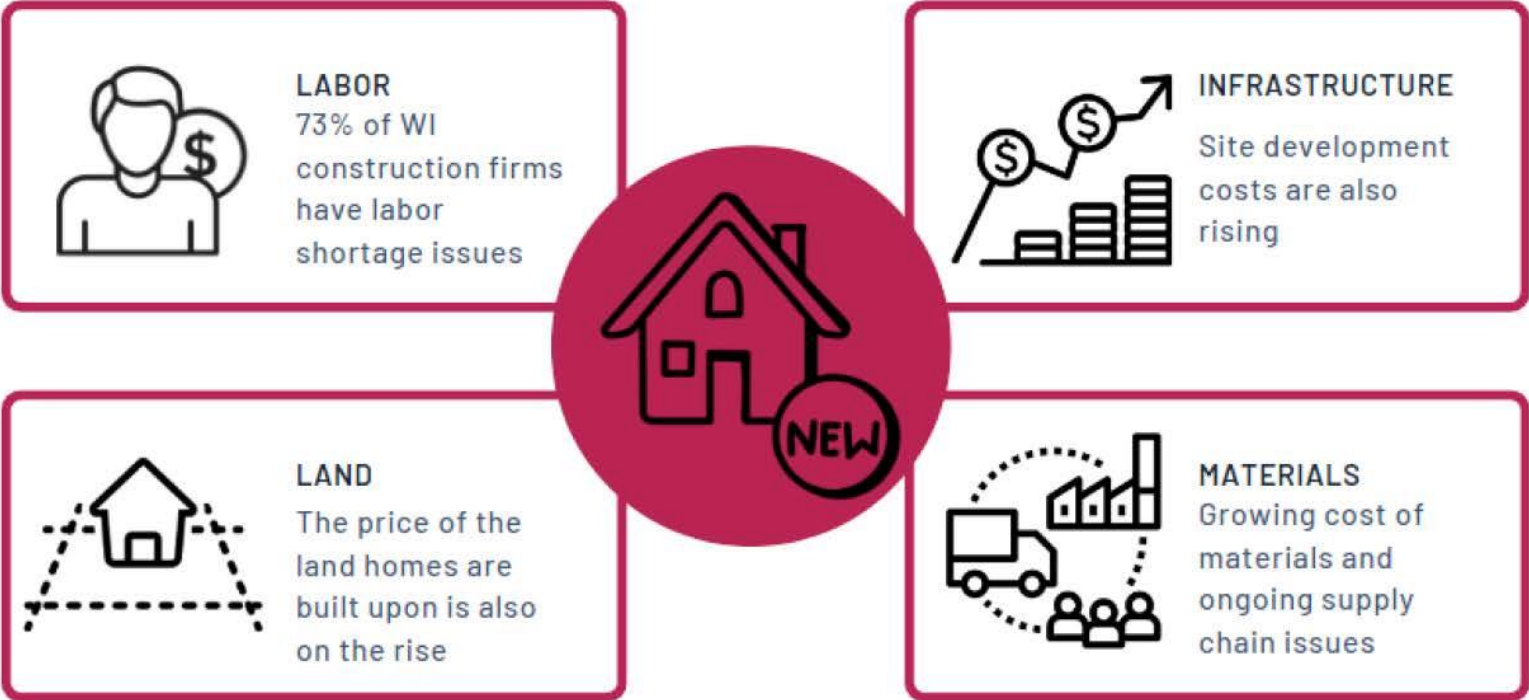 LABOR
73% of WI
construction firms
have labor
shortage issues
INFRASTRUCTURE
Site development
costs are also
rising
$
$
$
NEW
LAND
The price of the
land homes are
built upon is also
on the rise
MATERIALS
Growing cost of
materials and
ongoing supply
chain issues